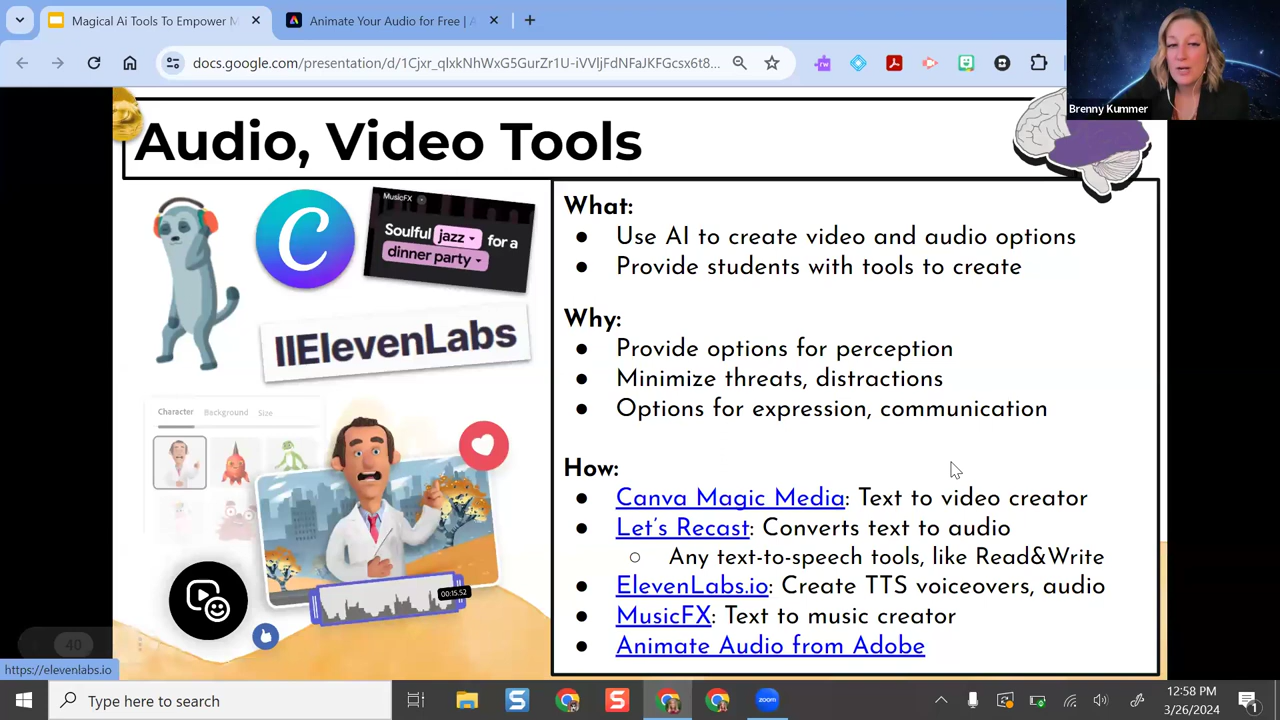 Magical Ai Tools To Empower M
Animate Your Audio for Free | A
docs.google.com/presentation/d/1Cjxr_qlxkNhWxG5GurZr1U-iVVljFdNFaJKFGcsx6t8...
Brenny Kummer
Audio, Video Tools
MusicFX
Soulful jazz for a
dinner party
IIElevenLabs
Character Background Size
00:15.52
What:
● Use AI to create video and audio options
● Provide students with tools to create
Why:
● Provide options for perception
● Minimize threats, distractions
● Options for expression, communication
How:
● Canva Magic Media: Text to video creator
● Let's Recast: Converts text to audio
○ Any text-to-speech tools, like Read&Write
● ElevenLabs.io: Create TTS voiceovers, audio
● MusicFX: Text to music creator
● Animate Audio from Adobe
40
https://elevenlabs.io
Type here to search
zoom
12:58 PM
3/26/2024
1